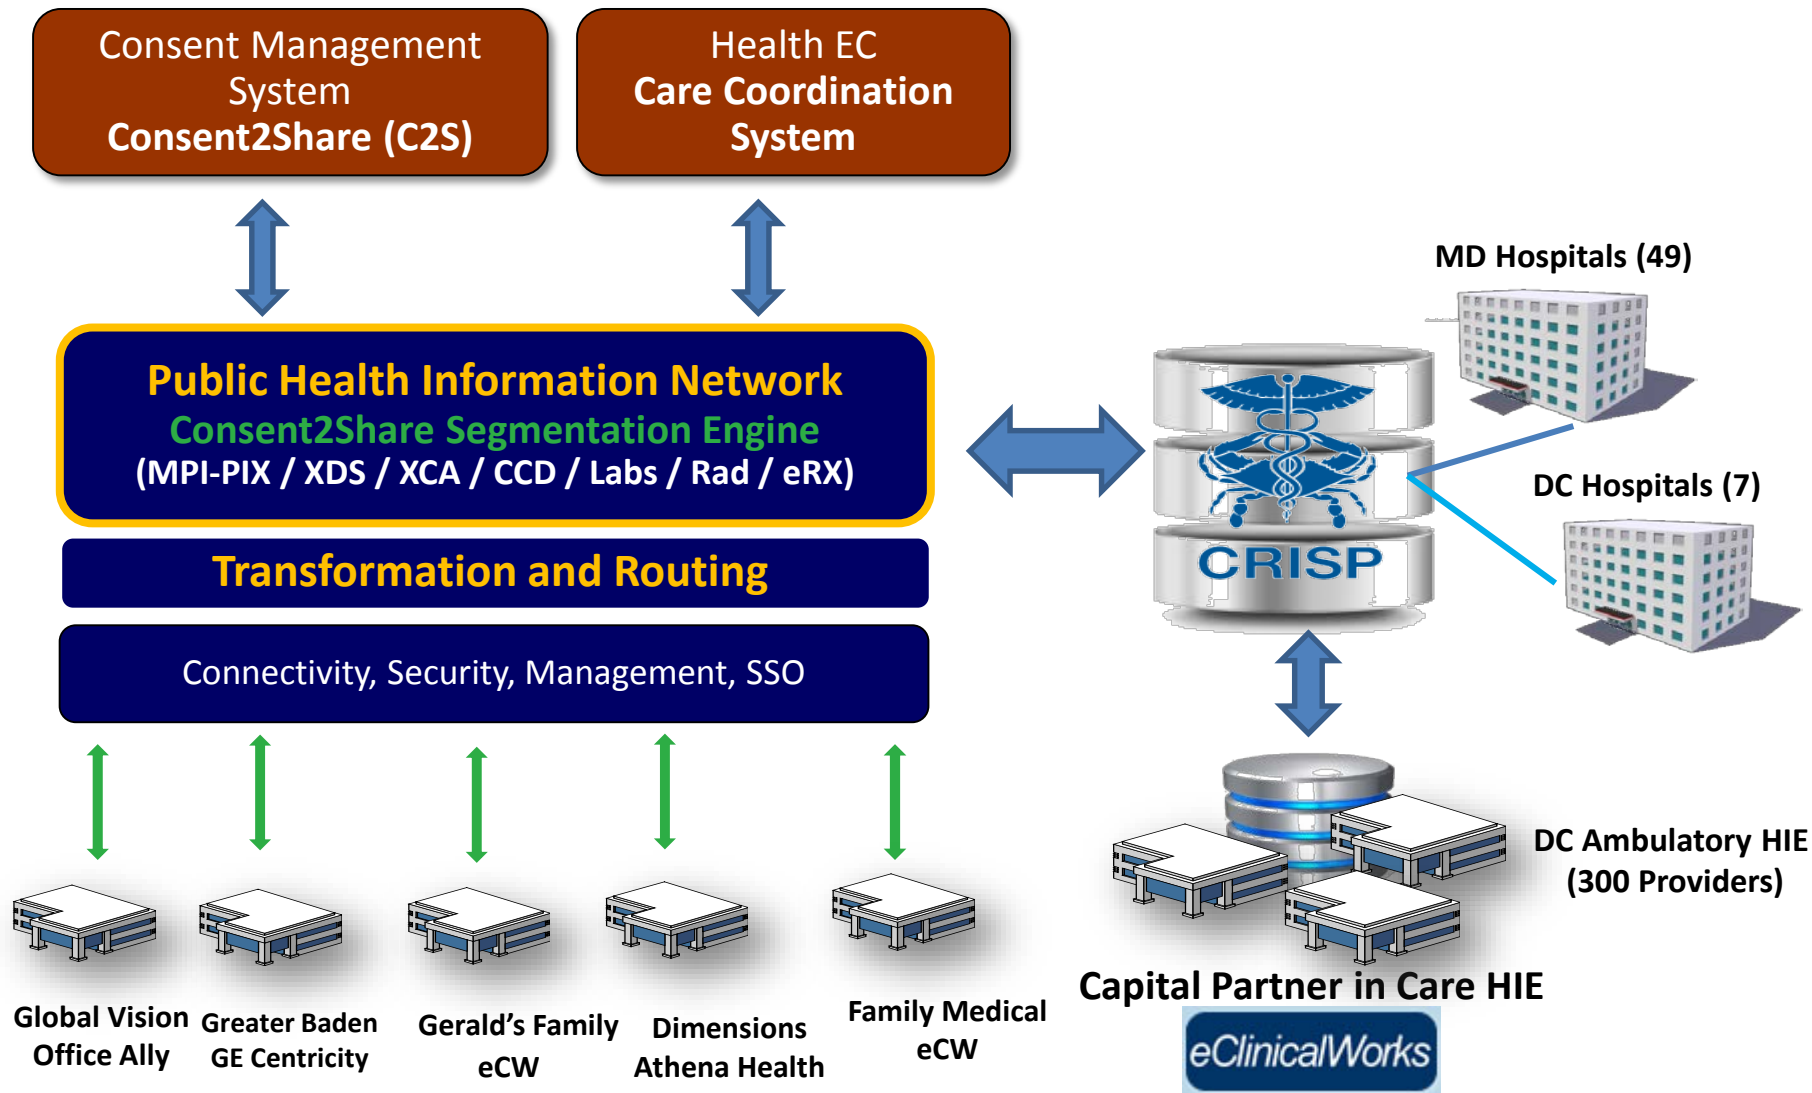 Consent Management
System
Consent2Share (C2S)
Health EC
Care Coordination
System
MD Hospitals (49)
Public Health Information Network
Consent2Share Segmentation Engine
(MPI-PIX / XDS / XCA / CCD / Labs / Rad / eRX)
DC Hospitals (7)
CRISP
Transformation and Routing
Connectivity, Security, Management, SSO
DC Ambulatory HIE
(300 Providers)
Capital Partner in Care HIE
eClinicalWorks
Global Vision
Office Ally
Greater Baden
GE Centricity
Gerald's Family
eCW
Dimensions
Athena Health
Family Medical
eCW